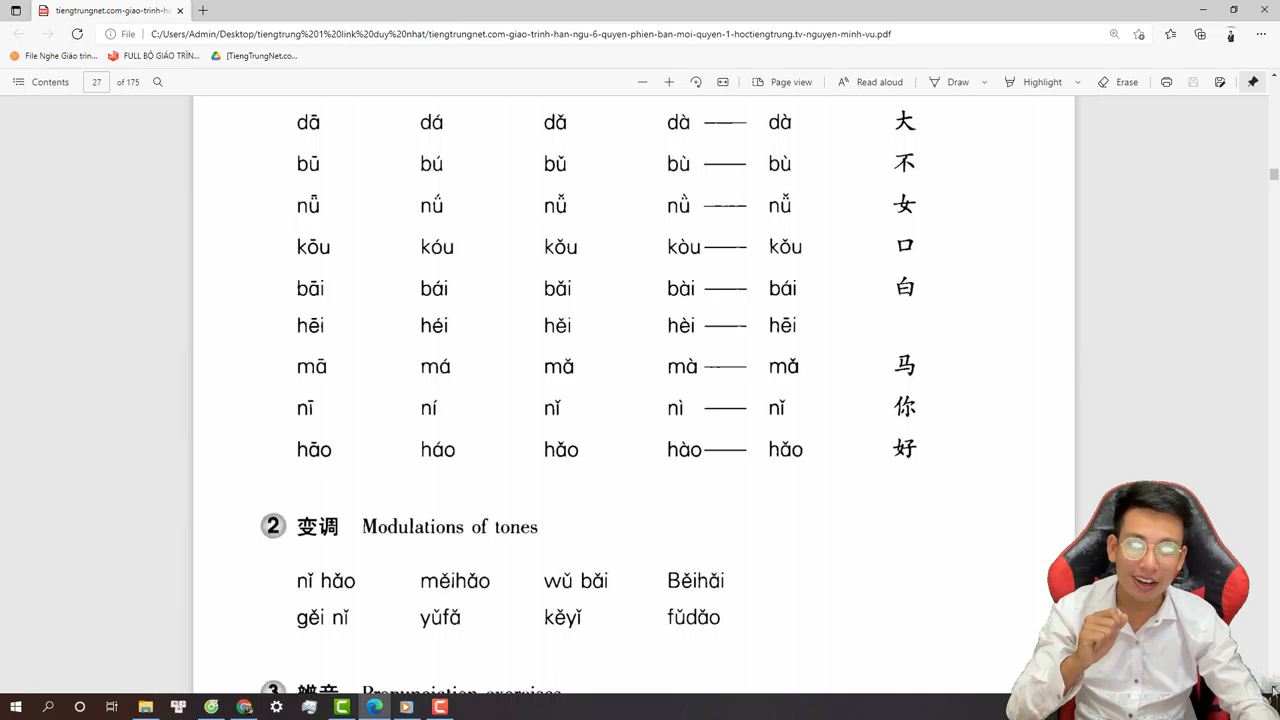 tiengtrungnet.com-giao-trinh-ha
File
C:/Users/Admin/Desktop/tiengtrung%201%20link%20duy%20nhat/tiengtrungnet.com-giao-trinh-han-ngu-6-quyen-phien-ban-moi-quyen-1-hoctiengtrung.tv-nguyen-minh-vu.pdf
File Nghe Giáo trìn... FULL BỘ GIÁO TRÌN... [TiengTrungNet.co...
Contents 27 of 175 Page view Read aloud Draw Highlight Erase
dā dá dǎ dà —— dà 大
bū bú bǔ bù —— bù 不
nǖ nǘ nǚ nǜ —— nǚ 女
kōu kóu kǒu kòu —— kǒu 口
bāi bái bǎi bài —— bái 白
hēi héi hěi hèi —— hēi
mā má mǎ mà —— mǎ 马
nī ní nǐ nì —— nǐ 你
hāo háo hǎo hào —— hǎo 好
2 变调 Modulations of tones
nǐ hǎo měihǎo wǔ bǎi Běihǎi
gěi nǐ yǔfǎ kěyǐ fǔdǎo
3 辨音 Pronunciation exercises